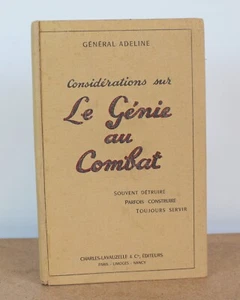 GÉNÉRAL ADELINE
Considérations sur
Le Génie
au
Combat
SOUVENT DÉTRUIRE
PARFOIS CONSTRUIRE
TOUJOURS SERVIR
CHARLES-LAVAUZELLE & Cie, ÉDITEURS
PARIS - LIMOGES - NANCY